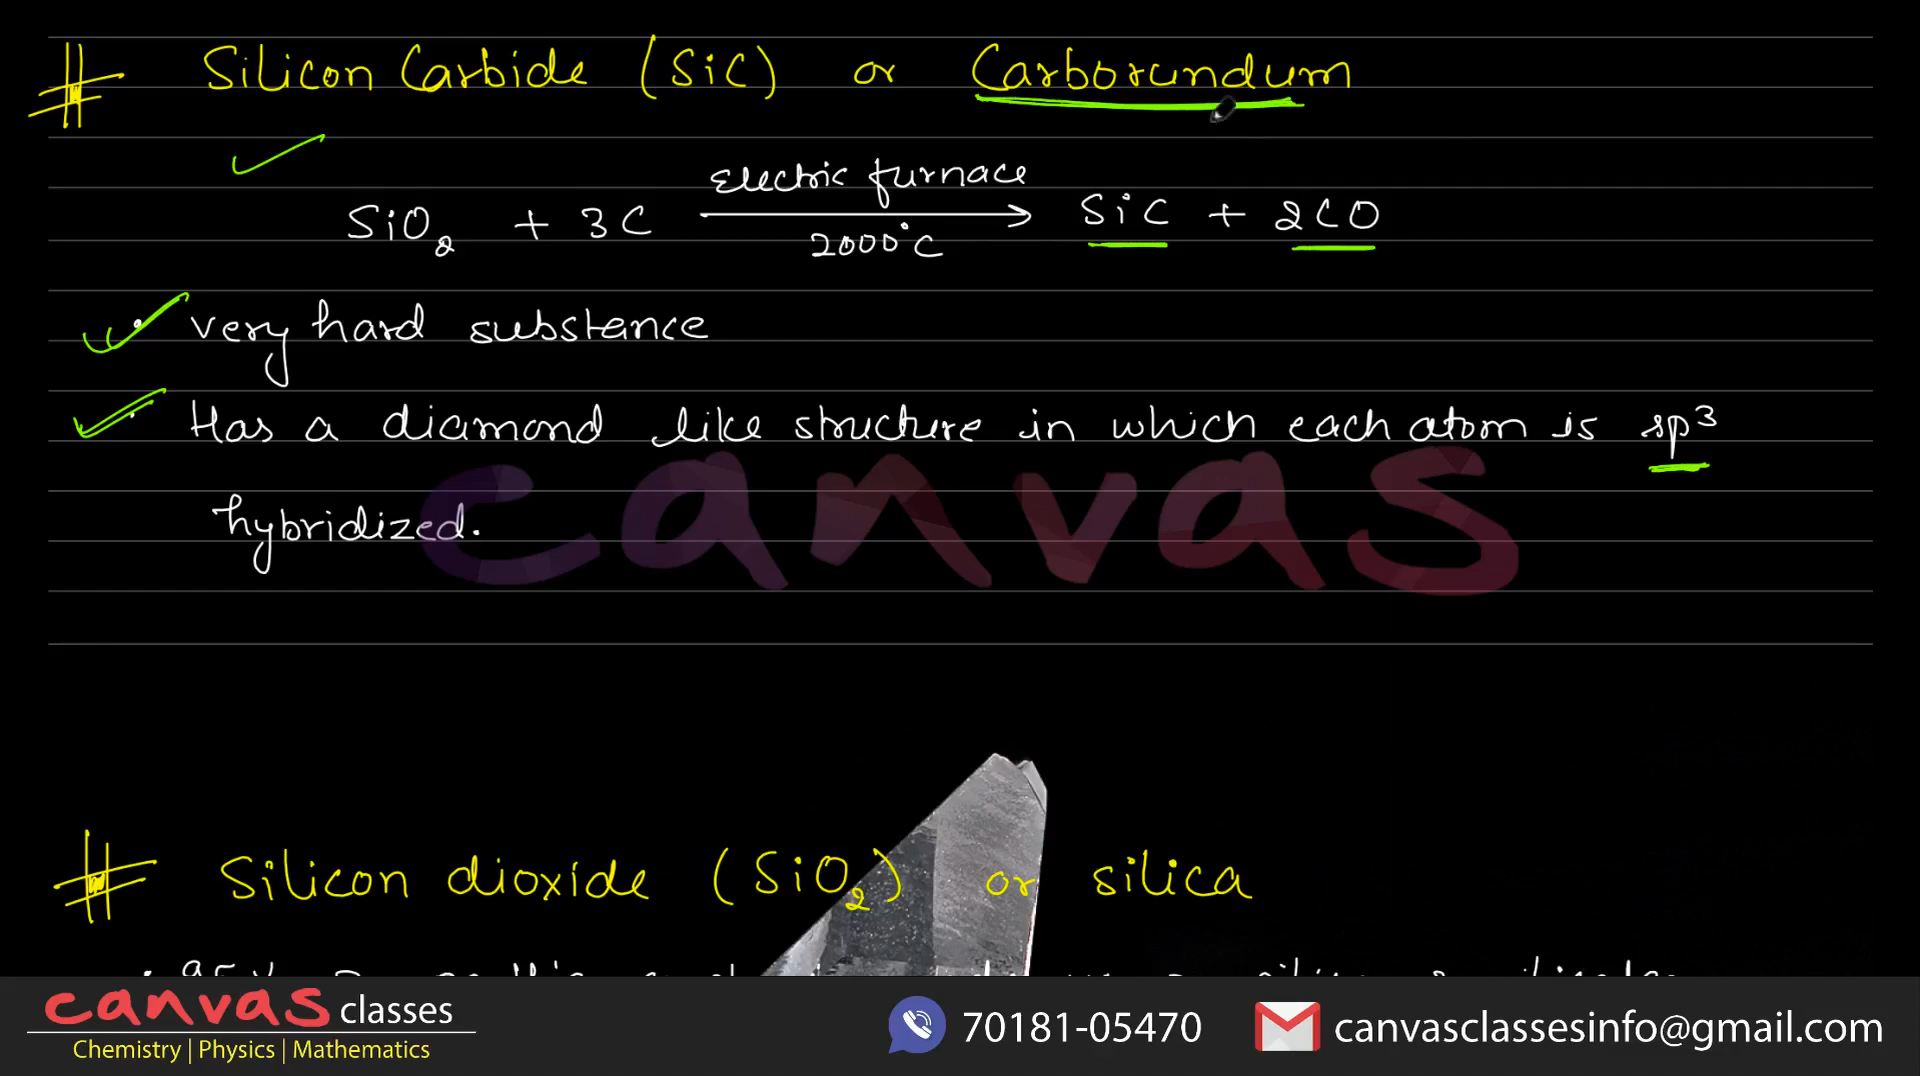 # Silicon Carbide (SiC) or Carborundum
SiO₂ + 3C electric furnace 2000°C → SiC + 2CO
· very hard substance
· Has a diamond like structure in which each atom is sp³
hybridized.
canvas
# Silicon dioxide (SiO₂) or silica
canvas classes
Chemistry | Physics | Mathematics
70181-05470
canvasclassesinfo@gmail.com